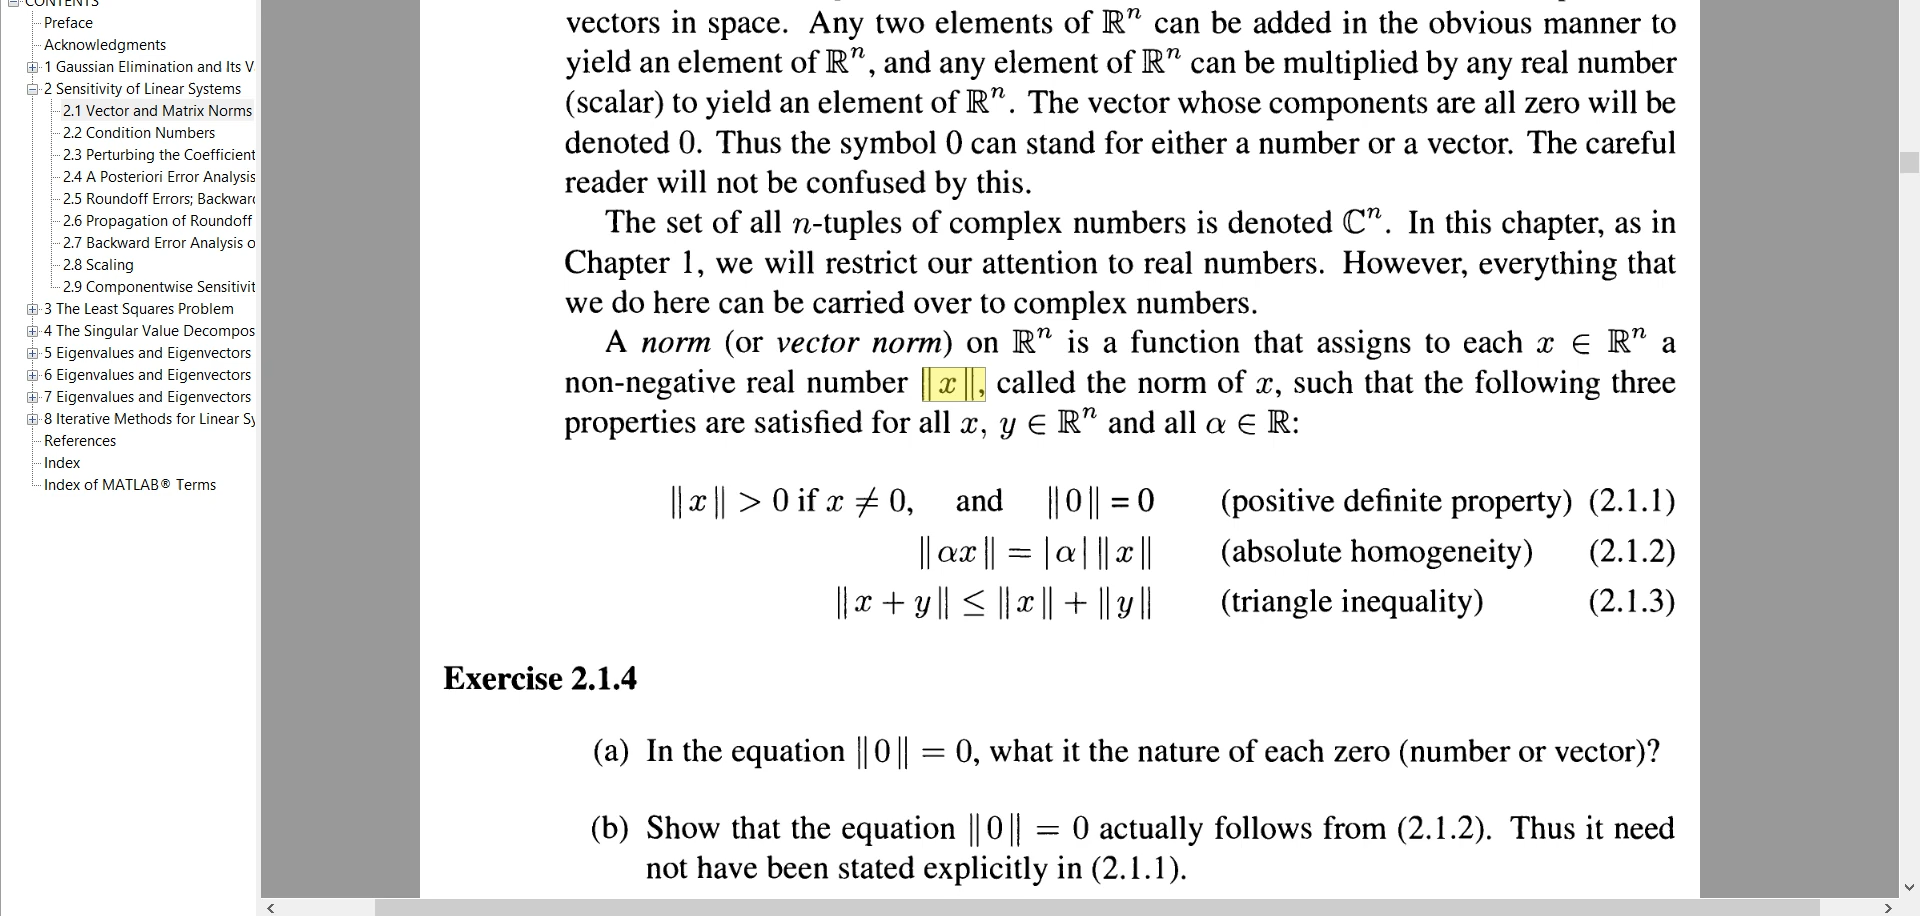 CONTENTS
Preface
Acknowledgments
1 Gaussian Elimination and Its V
2 Sensitivity of Linear Systems
2.1 Vector and Matrix Norms
2.2 Condition Numbers
2.3 Perturbing the Coefficient
2.4 A Posteriori Error Analysis
2.5 Roundoff Errors; Backward
2.6 Propagation of Roundoff
2.7 Backward Error Analysis o
2.8 Scaling
2.9 Componentwise Sensitivit
3 The Least Squares Problem
4 The Singular Value Decompos
5 Eigenvalues and Eigenvectors
6 Eigenvalues and Eigenvectors
7 Eigenvalues and Eigenvectors
8 Iterative Methods for Linear Sy
References
Index
Index of MATLAB® Terms
vectors in space. Any two elements of ℝⁿ can be added in the obvious manner to
yield an element of ℝⁿ, and any element of ℝⁿ can be multiplied by any real number
(scalar) to yield an element of ℝⁿ. The vector whose components are all zero will be
denoted 0. Thus the symbol 0 can stand for either a number or a vector. The careful
reader will not be confused by this.
The set of all n-tuples of complex numbers is denoted ℂⁿ. In this chapter, as in
Chapter 1, we will restrict our attention to real numbers. However, everything that
we do here can be carried over to complex numbers.
A norm (or vector norm) on ℝⁿ is a function that assigns to each x ∈ ℝⁿ a
non-negative real number ‖x‖, called the norm of x, such that the following three
properties are satisfied for all x, y ∈ ℝⁿ and all α ∈ ℝ:
‖x‖ > 0 if x ≠ 0, and ‖0‖ = 0 (positive definite property) (2.1.1)
‖αx‖ = |α| ‖x‖ (absolute homogeneity) (2.1.2)
‖x + y‖ ≤ ‖x‖ + ‖y‖ (triangle inequality) (2.1.3)
Exercise 2.1.4
(a) In the equation ‖0‖ = 0, what it the nature of each zero (number or vector)?
(b) Show that the equation ‖0‖ = 0 actually follows from (2.1.2). Thus it need
not have been stated explicitly in (2.1.1).